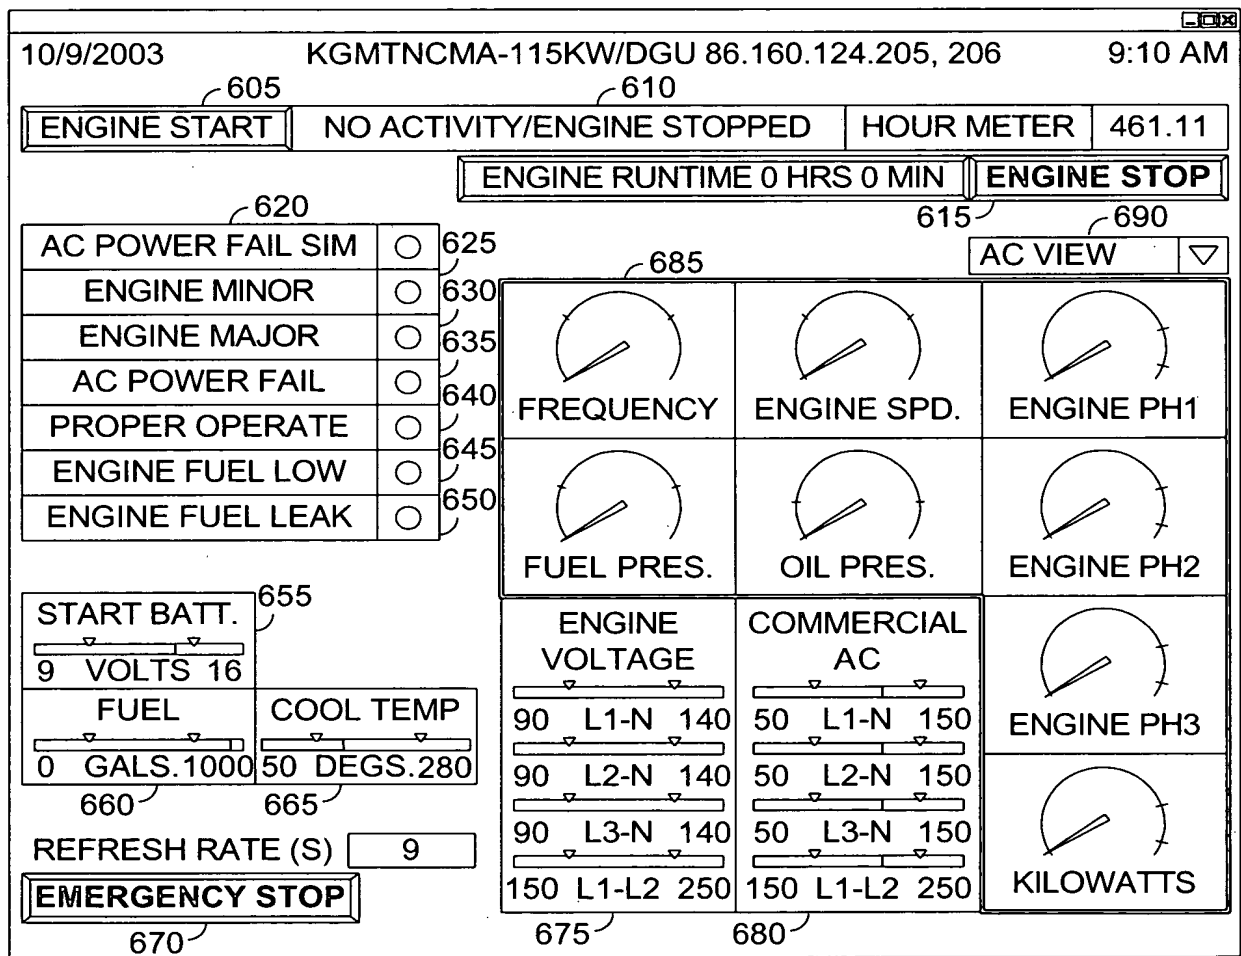 10/9/2003 KGMTNCMA-115KW/DGU 86.160.124.205, 206 9:10 AM
605 610
ENGINE START NO ACTIVITY/ENGINE STOPPED HOUR METER 461.11
ENGINE RUNTIME 0 HRS 0 MIN ENGINE STOP
615
620
690
AC VIEW
AC POWER FAIL SIM 625
ENGINE MINOR 630
ENGINE MAJOR 635
AC POWER FAIL 640
PROPER OPERATE 645
ENGINE FUEL LOW 650
ENGINE FUEL LEAK
685
FREQUENCY ENGINE SPD. ENGINE PH1
FUEL PRES. OIL PRES. ENGINE PH2
ENGINE PH3
KILOWATTS
START BATT. 655
9 VOLTS 16
FUEL COOL TEMP
0 GALS.1000 50 DEGS.280
660 665
ENGINE VOLTAGE
90 L1-N 140
90 L2-N 140
90 L3-N 140
150 L1-L2 250
675
COMMERCIAL AC
50 L1-N 150
50 L2-N 150
50 L3-N 150
150 L1-L2 250
680
REFRESH RATE (S) 9
EMERGENCY STOP
670